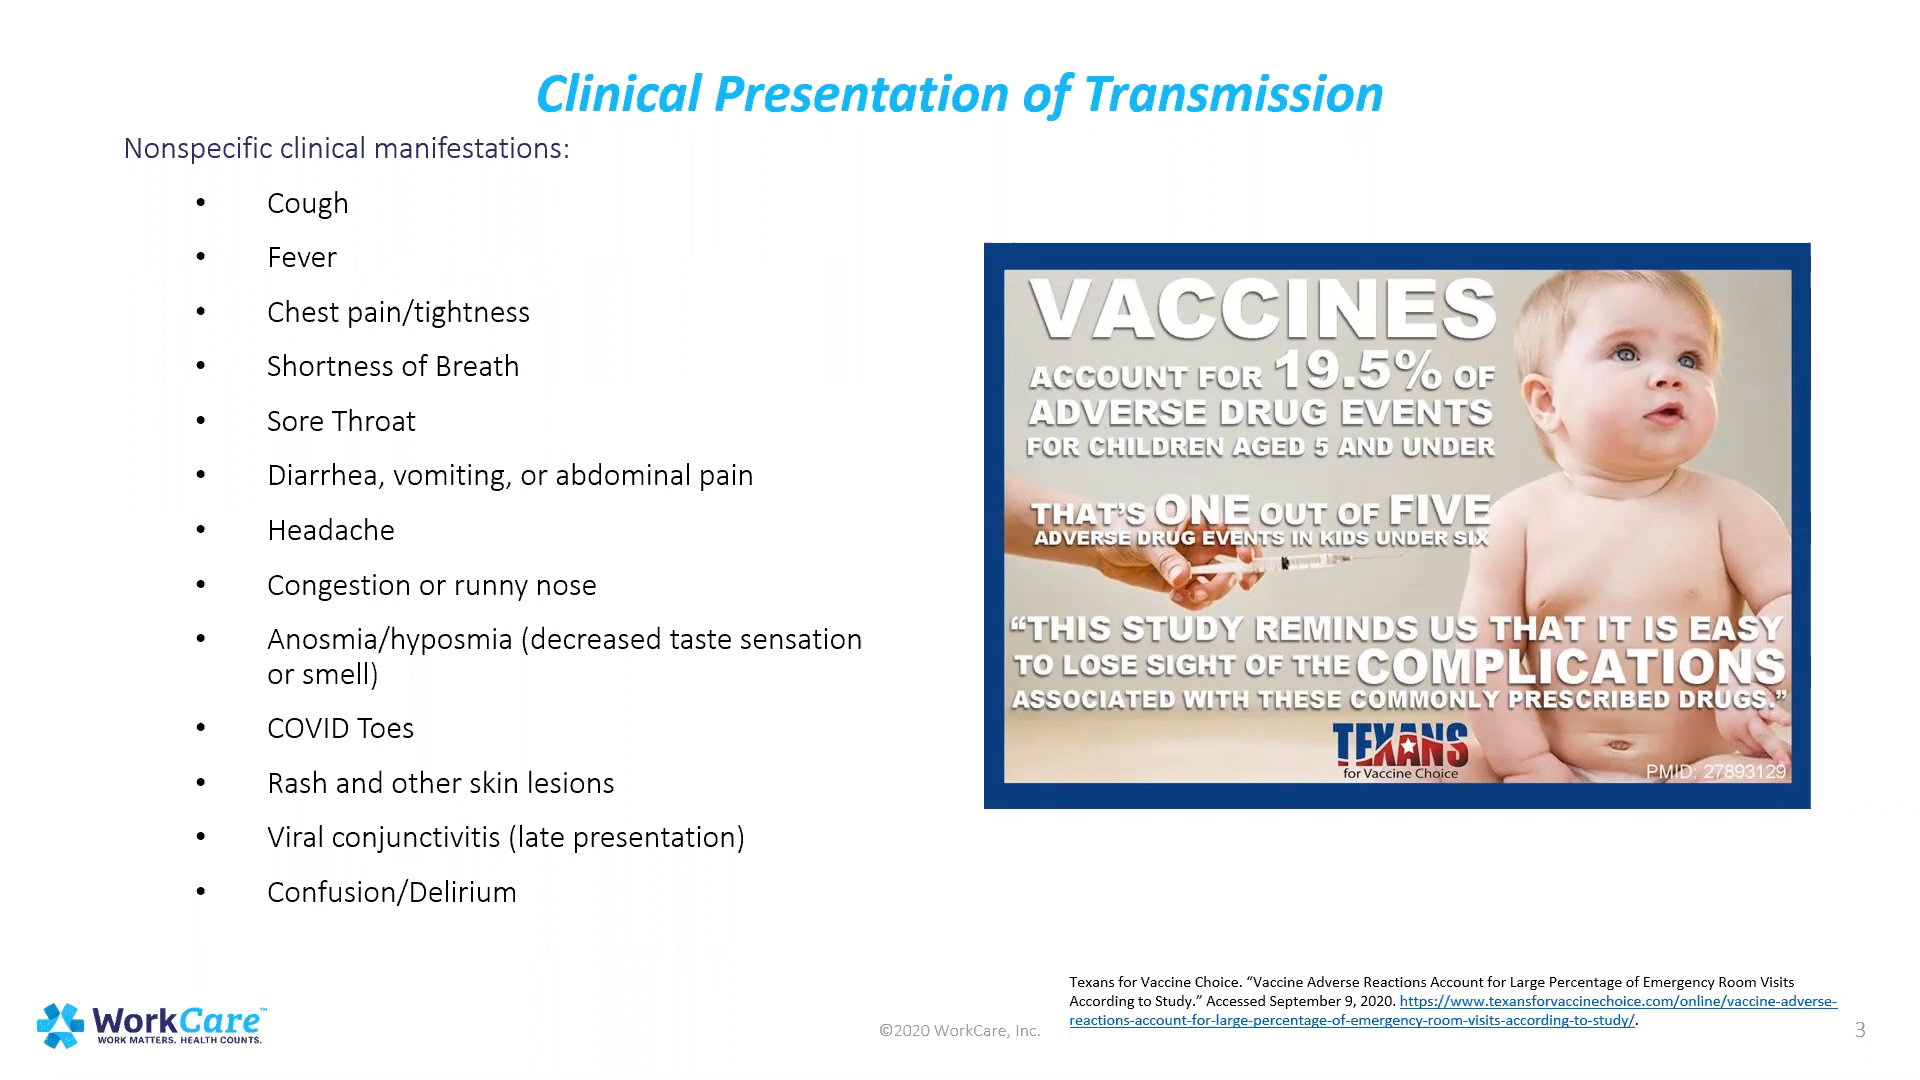 Clinical Presentation of Transmission
Nonspecific clinical manifestations:
• Cough
• Fever
• Chest pain/tightness
• Shortness of Breath
• Sore Throat
• Diarrhea, vomiting, or abdominal pain
• Headache
• Congestion or runny nose
• Anosmia/hyposmia (decreased taste sensation
or smell)
• COVID Toes
• Rash and other skin lesions
• Viral conjunctivitis (late presentation)
• Confusion/Delirium
VACCINES
ACCOUNT FOR 19.5% OF
ADVERSE DRUG EVENTS
FOR CHILDREN AGED 5 AND UNDER
THAT'S ONE OUT OF FIVE
ADVERSE DRUG EVENTS IN KIDS UNDER SIX
“THIS STUDY REMINDS US THAT IT IS EASY
TO LOSE SIGHT OF THE COMPLICATIONS
ASSOCIATED WITH THESE COMMONLY PRESCRIBED DRUGS.”
TEXANS
for Vaccine Choice
PMID: 27893129
Texans for Vaccine Choice. “Vaccine Adverse Reactions Account for Large Percentage of Emergency Room Visits
According to Study.” Accessed September 9, 2020. https://www.texansforvaccinechoice.com/online/vaccine-adverse-
reactions-account-for-large-percentage-of-emergency-room-visits-according-to-study/.
WorkCare™
WORK MATTERS. HEALTH COUNTS.
©2020 WorkCare, Inc.
3